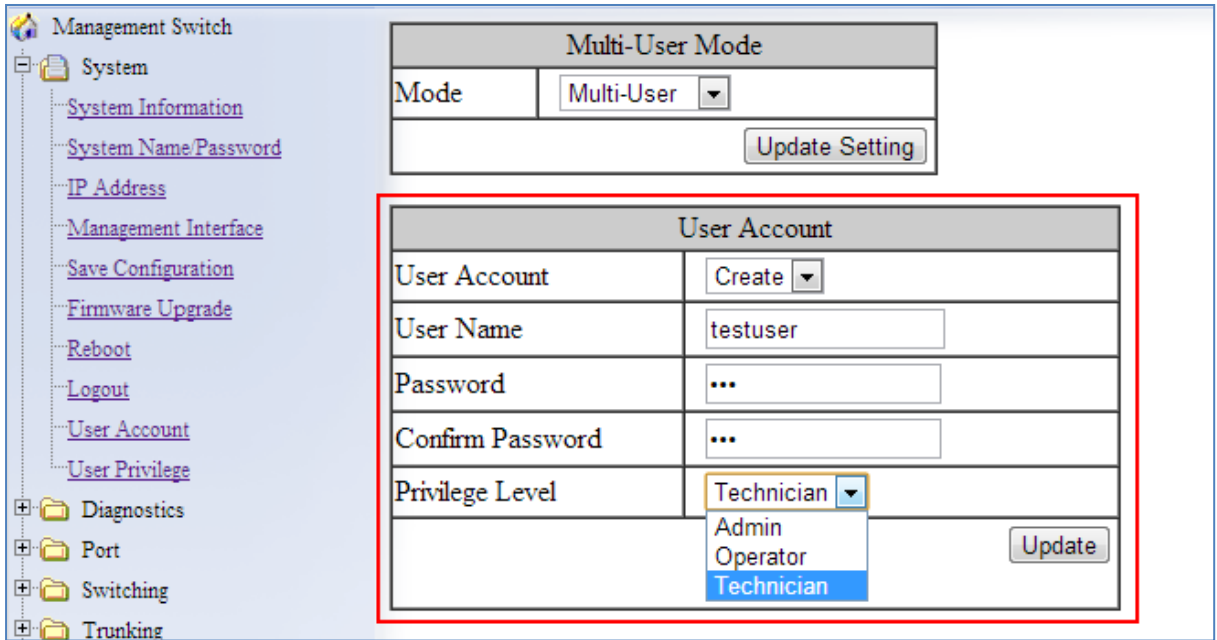 Management Switch
System
System Information
System Name/Password
IP Address
Management Interface
Save Configuration
Firmware Upgrade
Reboot
Logout
User Account
User Privilege
Diagnostics
Port
Switching
Trunking
Multi-User Mode
Mode Multi-User
Update Setting
User Account
User Account Create
User Name testuser
Password •••
Confirm Password •••
Privilege Level Technician
Admin
Operator
Technician
Update